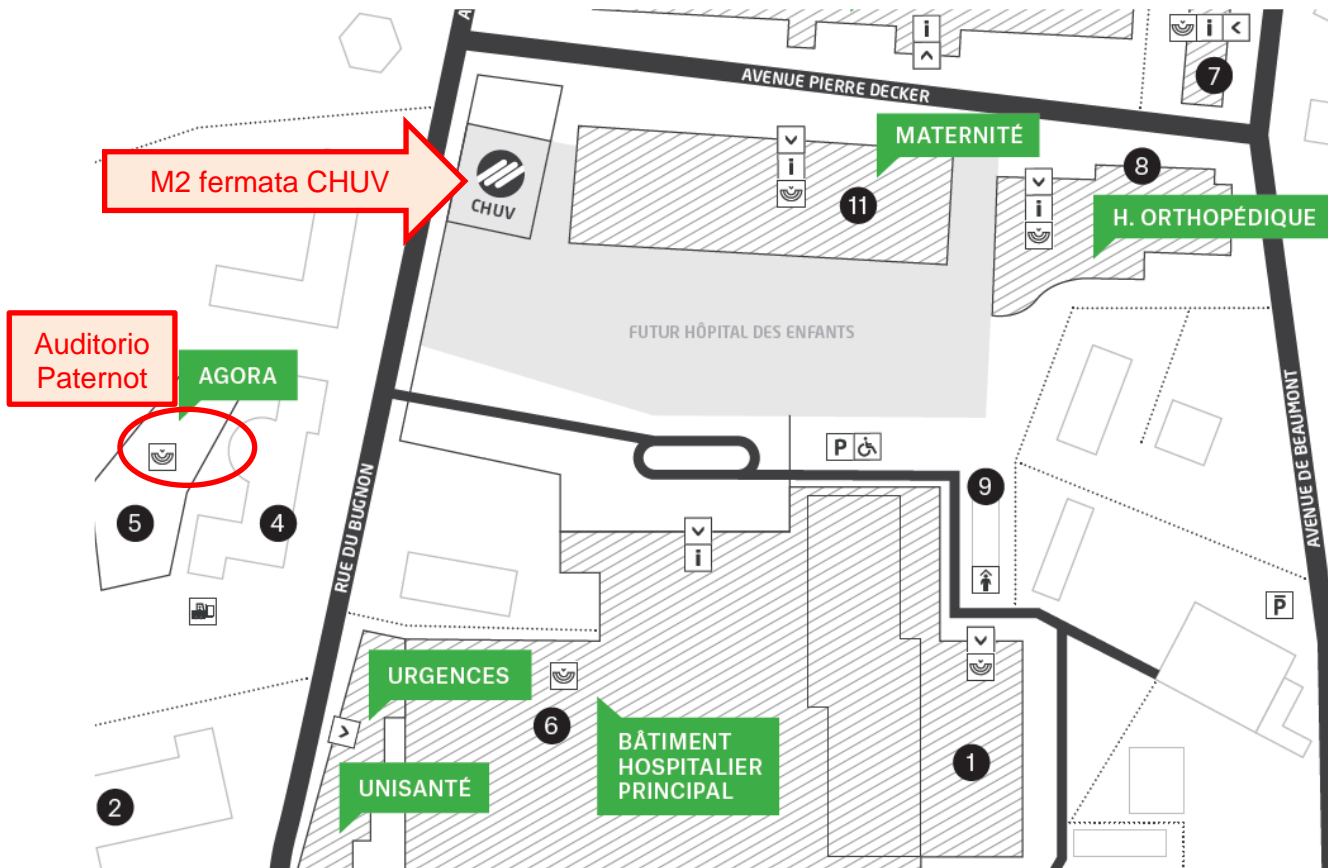 A
i
i
7
AVENUE PIERRE DECKER
MATERNITÉ
M2 fermata CHUV
CHUV
i
11
i
8
H. ORTHOPÉDIQUE
FUTUR HÔPITAL DES ENFANTS
Auditorio
Paternot
AGORA
AVENUE DE BEAUMONT
P
RUE DU BUGNON
5
4
9
i
P
URGENCES
6
BÂTIMENT
HOSPITALIER
PRINCIPAL
1
UNISANTÉ
2